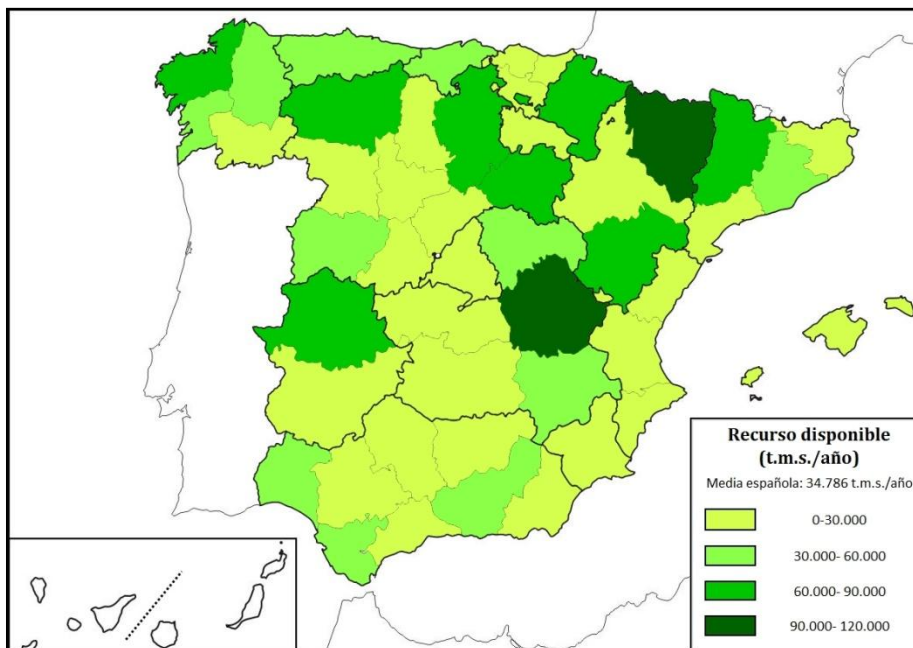 Recurso disponible
(t.m.s./año)
Media española: 34.786 t.m.s./año
0-30.000
30.000- 60.000
60.000- 90.000
90.000- 120.000